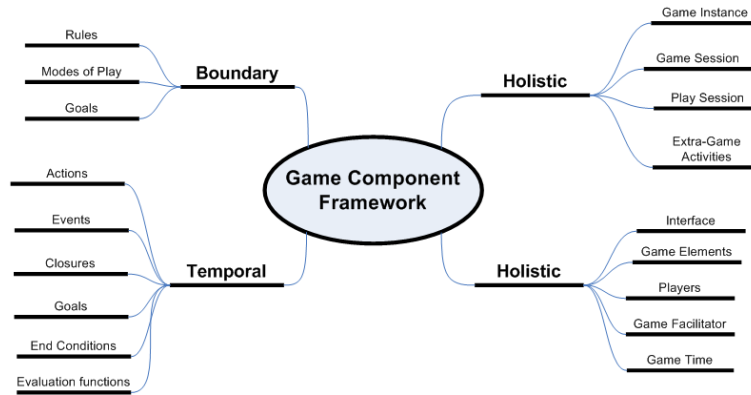 Game Component
Framework
Boundary
Rules
Modes of Play
Goals
Temporal
Actions
Events
Closures
Goals
End Conditions
Evaluation functions
Holistic
Game Instance
Game Session
Play Session
Extra-Game
Activities
Holistic
Interface
Game Elements
Players
Game Facilitator
Game Time